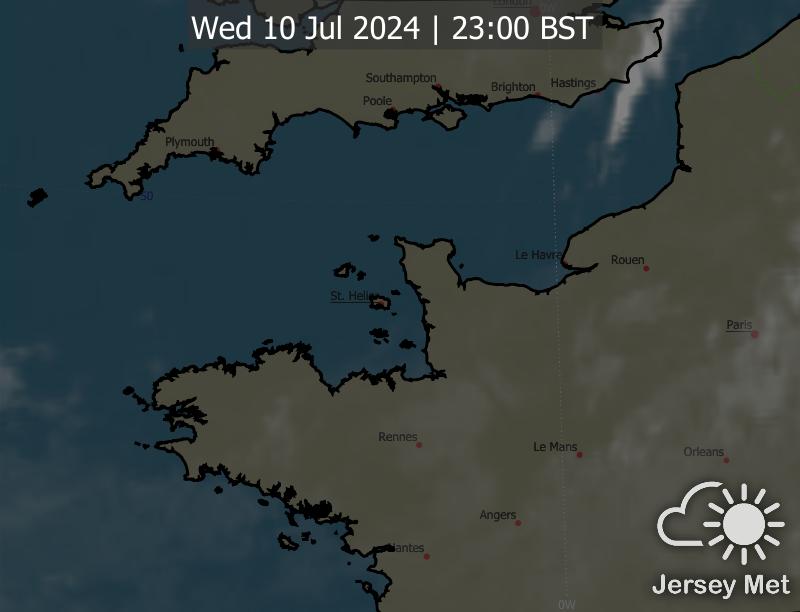 London
0W
Wed 10 Jul 2024 | 23:00 BST
Southampton
Brighton
Hastings
Poole
Plymouth
50
Le Havre
Rouen
St. Helier
Paris
Rennes
Le Mans
Orleans
Angers
Nantes
0W
Jersey Met